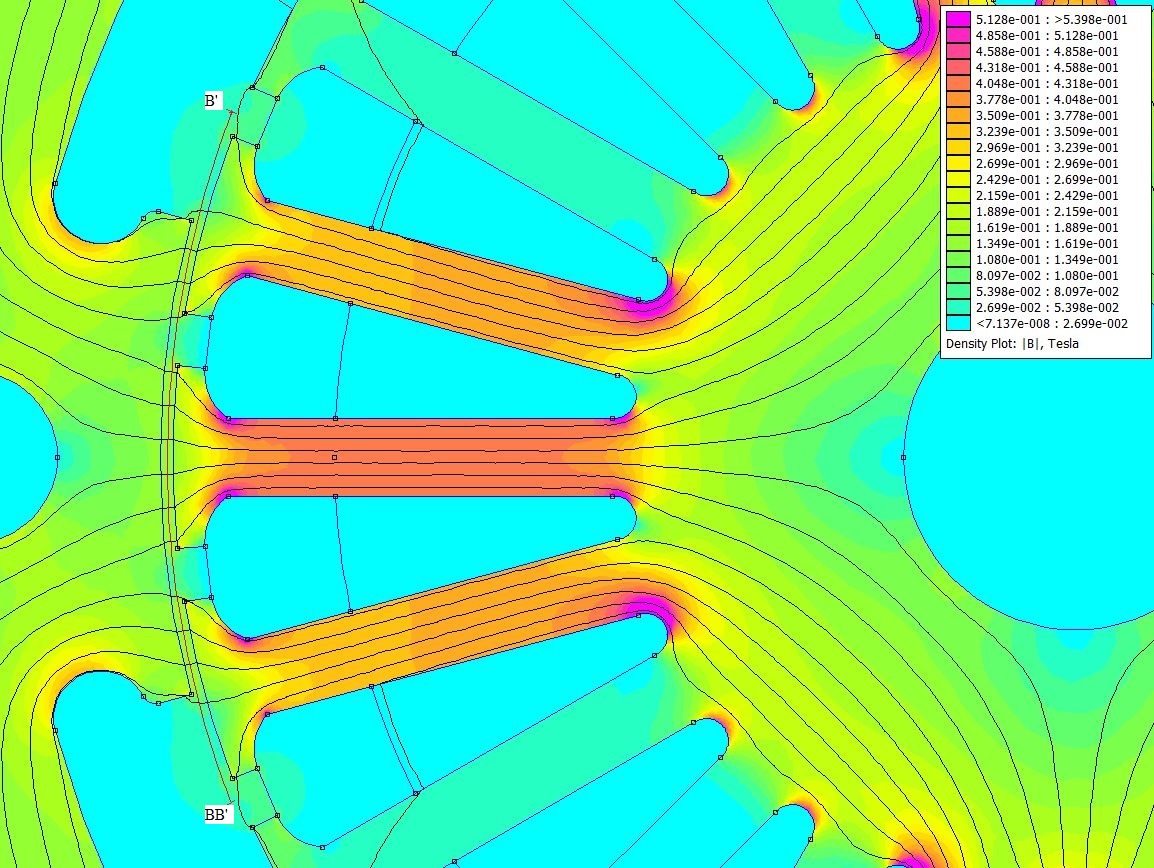 5.128e-001 : >5.398e-001
4.858e-001 : 5.128e-001
4.588e-001 : 4.858e-001
4.318e-001 : 4.588e-001
4.048e-001 : 4.318e-001
3.778e-001 : 4.048e-001
3.509e-001 : 3.778e-001
3.239e-001 : 3.509e-001
2.969e-001 : 3.239e-001
2.699e-001 : 2.969e-001
2.429e-001 : 2.699e-001
2.159e-001 : 2.429e-001
1.889e-001 : 2.159e-001
1.619e-001 : 1.889e-001
1.349e-001 : 1.619e-001
1.080e-001 : 1.349e-001
8.097e-002 : 1.080e-001
5.398e-002 : 8.097e-002
2.699e-002 : 5.398e-002
<7.137e-008 : 2.699e-002
Density Plot: |B|, Tesla
B'
BB'